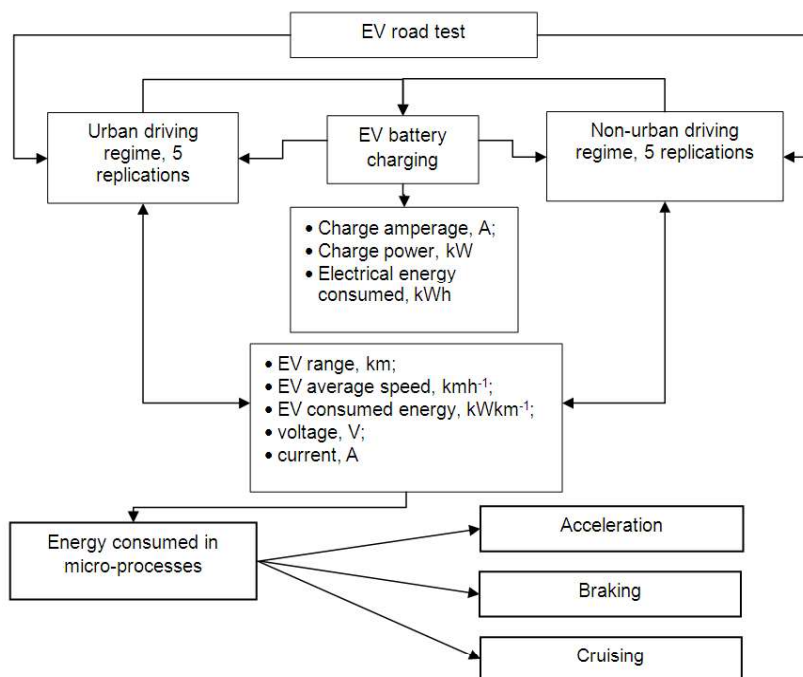 EV road test
Urban driving
regime, 5
replications
EV battery
charging
Non-urban driving
regime, 5 replications
• Charge amperage, A;
• Charge power, kW
• Electrical energy
consumed, kWh
• EV range, km;
• EV average speed, kmh⁻¹;
• EV consumed energy, kWkm⁻¹;
• voltage, V;
• current, A
Energy consumed in
micro-processes
Acceleration
Braking
Cruising